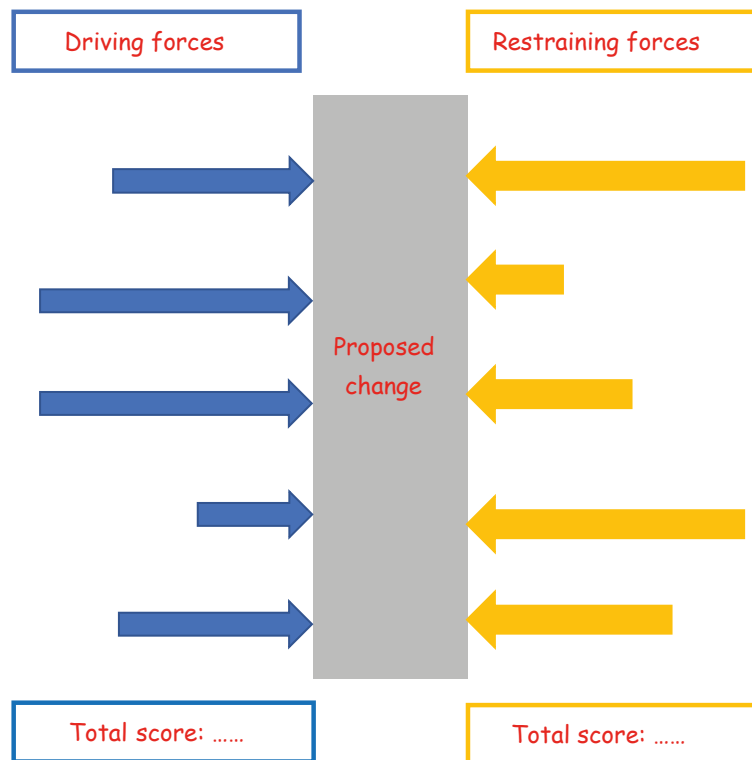 Driving forces
Restraining forces
Proposed
change
Total score: ......
Total score: ......